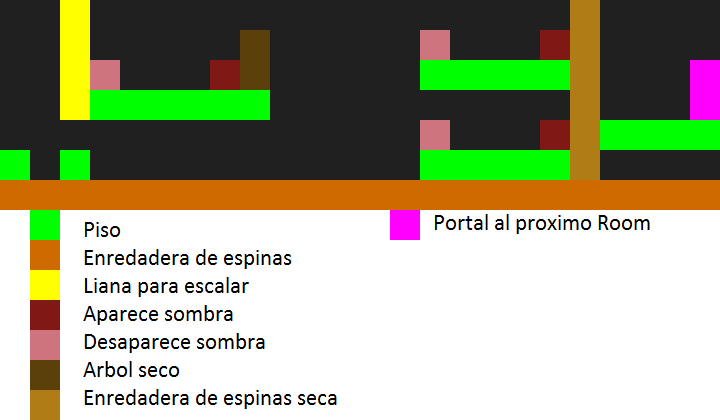 Piso
Portal al proximo Room
Enredadera de espinas
Liana para escalar
Aparece sombra
Desaparece sombra
Arbol seco
Enredadera de espinas seca